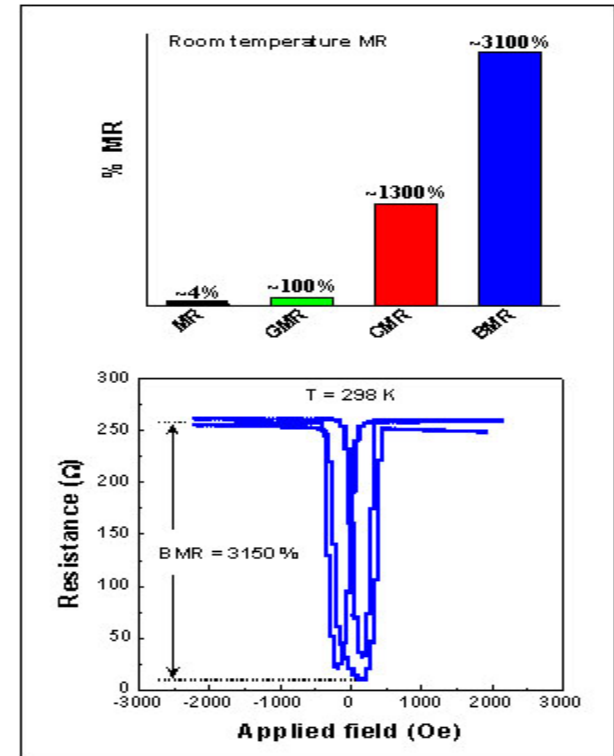 Room temperature MR
~3100%
% MR
~1300%
~100%
~4%
MR
GMR
CMR
BMR
300
T = 298 K
250
200
Resistance (Ω)
150
BMR = 3150 %
100
50
0
-3000 -2000 -1000 0 1000 2000 3000
Applied field (Oe)